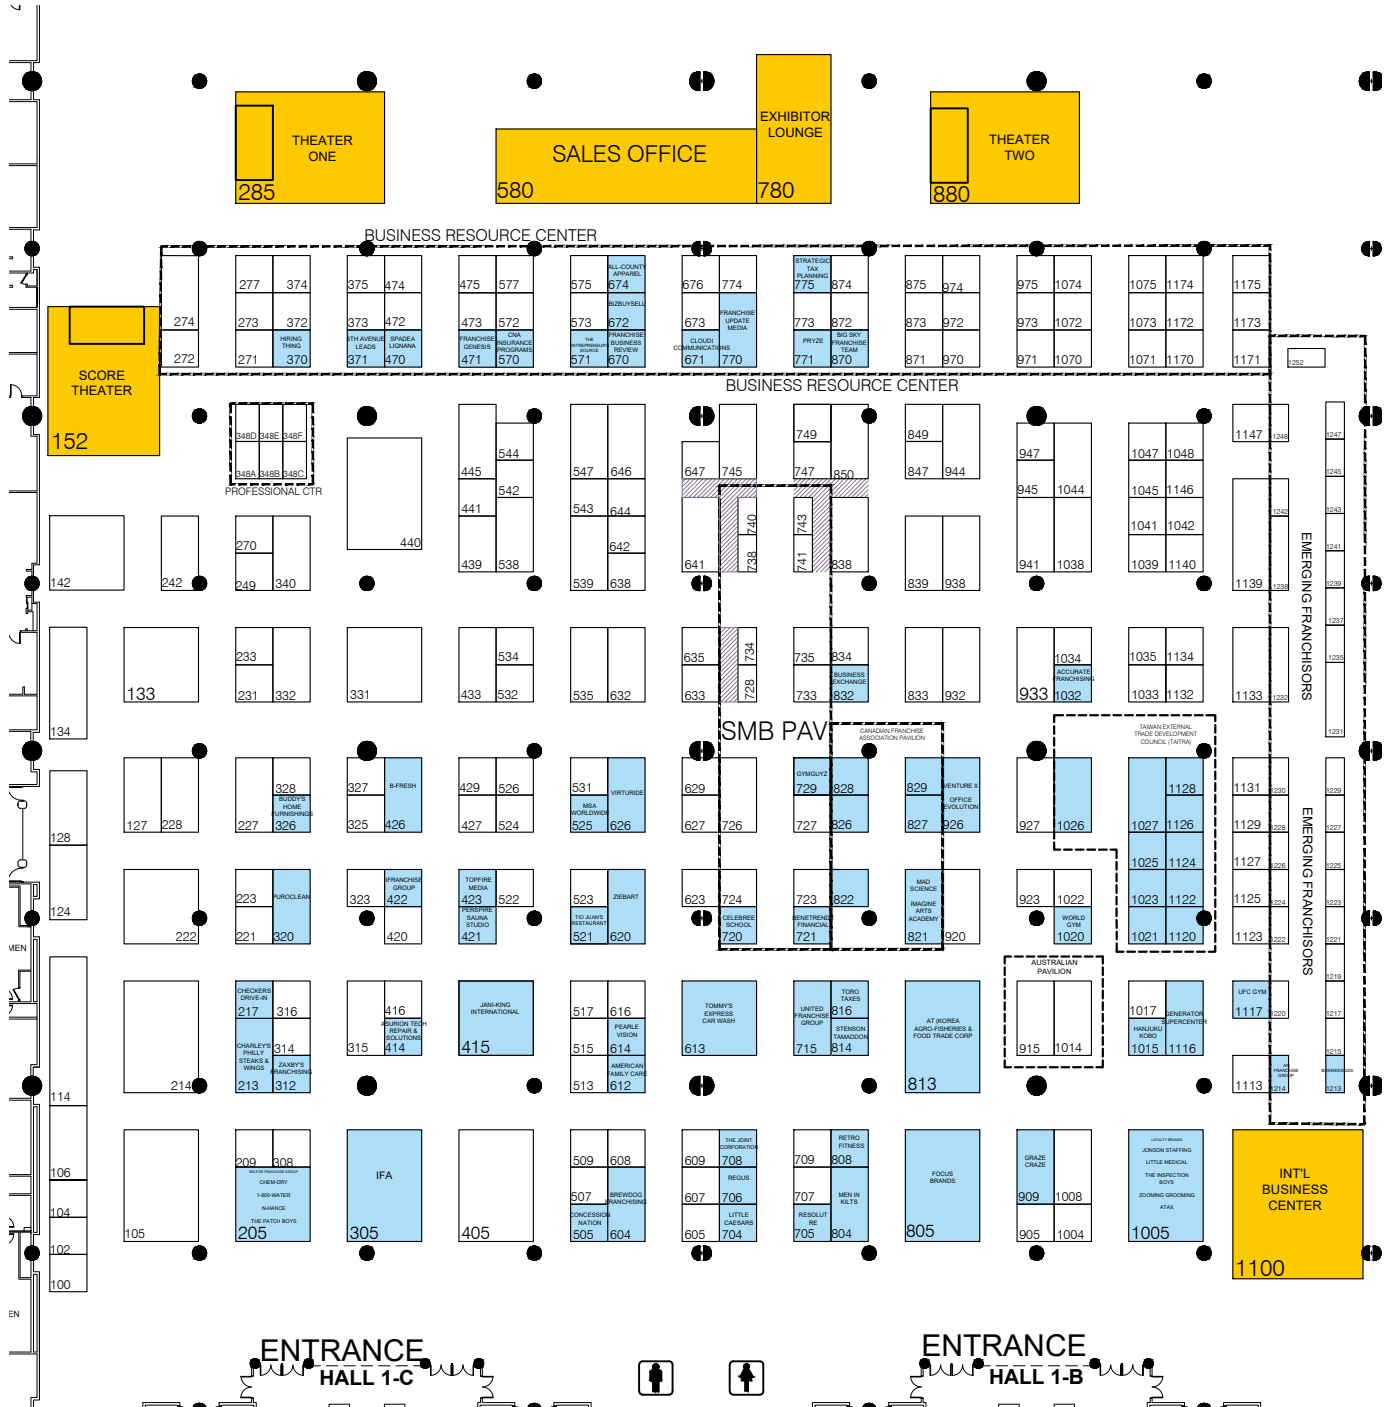 EXHIBITOR
LOUNGE
780
THEATER
ONE
285
SALES OFFICE
580
THEATER
TWO
880
BUSINESS RESOURCE CENTER
277
374
375
474
475
577
575
ALL-COUNTY
APPAREL
674
676
774
STRATEGIC
TAX
PLANNING
775
874
875
974
975
1074
1075
1174
1175
274
273
372
373
472
473
572
573
BIZBUYSELL
672
673
FRANCHISE
UPDATE
MEDIA
770
773
872
873
972
973
1072
1073
1172
1173
272
271
HIRING
THING
370
5TH AVENUE
LEADS
371
SPADEA
LIGNANA
470
FRANCHISE
GENESIS
471
CNA
INSURANCE
PROGRAMS
570
THE
ENTREPRENEUR'S
SOURCE
571
FRANCHISE
BUSINESS
REVIEW
670
CLOUDI
COMMUNICATIONS
671
PRYZE
771
BIG SKY
FRANCHISE
TEAM
870
871
970
971
1070
1071
1170
1171
BUSINESS RESOURCE CENTER
SCORE
THEATER
152
1252
348D
348E
348F
348A
348B
348C
PROFESSIONAL CTR
440
445
544
542
441
439
538
547
646
543
644
642
539
638
647
745
749
747
850
641
740
738
743
741
838
849
847
944
839
938
947
945
1044
941
1038
1047
1048
1045
1146
1041
1042
1039
1140
1147
1248
1242
1139
1238
1247
1245
1243
1241
1239
1237
1235
1231
EMERGING FRANCHISORS
142
242
270
249
340
134
133
233
231
332
331
534
433
532
535
632
635
633
734
728
735
834
733
BUSINESS
EXCHANGE
832
833
932
933
1034
ACCURATE
FRANCHISING
1032
1035
1134
1033
1132
1133
1232
SMB PAV
CANADIAN FRANCHISE
ASSOCIATION PAVILION
TAIWAN EXTERNAL
TRADE DEVELOPMENT
COUNCIL (TAITRA)
128
124
127
228
328
227
BUDDY'S
HOME
FURNISHINGS
326
327
325
B-FRESH
426
429
526
427
524
531
MSA
WORLDWIDE
525
VIRTURIDE
626
629
627
726
GYMGUYZ
729
727
828
826
829
827
VENTURE X
OFFICE
EVOLUTION
926
927
1026
1128
1027
1126
1025
1124
1023
1122
1021
1120
1131
1230
1129
1228
1127
1226
1125
1224
1123
1222
1229
1227
1225
1223
1221
1219
1217
1215
EMERGING FRANCHISORS
222
223
221
PUROCLEAN
320
323
IFRANCHISE
GROUP
422
420
TOPFIRE
MEDIA
423
PERSPIRE
SAUNA
STUDIO
421
522
523
TIO JUAN'S
RESTAURANT
521
ZIEBART
620
623
621
724
CELEBREE
SCHOOL
720
723
BENETRENDS
FINANCIAL
721
822
MAD
SCIENCE
IMAGINE
ARTS
ACADEMY
821
920
923
1022
WORLD
GYM
1020
AUSTRALIAN
PAVILION
915
1014
114
106
104
102
100
214
CHECKERS
DRIVE-IN
217
316
CHARLEY'S
PHILLY
STEAKS &
WINGS
213
314
ZAXBY'S
FRANCHISING
312
315
416
ASURION TECH
REPAIR &
SOLUTIONS
414
JANI-KING
INTERNATIONAL
415
517
616
515
PEARLE
VISION
614
513
AMERICAN
FAMILY CARE
612
TOMMY'S
EXPRESS
CAR WASH
613
UNITED
FRANCHISE
GROUP
715
TORO
TAXES
816
STENSON
TAMADDON
814
AT (KOREA
AGRO-FISHERIES &
FOOD TRADE CORP
813
1017
HANJUKU
KOBO
1015
GENERATOR
SUPERCENTER
1116
UFC GYM
1117
1220
1113
FRANCHISE
GROUP
1214
1213
105
209
308
BELFOR FRANCHISE GROUP
CHEM-DRY
1-800-WATER
N-HANCE
THE PATCH BOYS
205
IFA
305
405
509
608
507
CONCESSION
NATION
505
BREWDOG
FRANCHISING
604
609
THE JOINT
CORPORATION
708
607
REGUS
706
605
LITTLE
CAESARS
704
709
RETRO
FITNESS
808
707
RESOLUT
RE
705
MEN IN
KILTS
804
FOCUS
BRANDS
805
GRAZE
CRAZE
909
1008
905
1004
LOYALTY BRANDS
JONSON STAFFING
LITTLE MEDICAL
THE INSPECTION
BOYS
ZOOMING GROOMING
ATAX
1005
INT'L
BUSINESS
CENTER
1100
MEN
EN
ENTRANCE
HALL 1-C
ENTRANCE
HALL 1-B